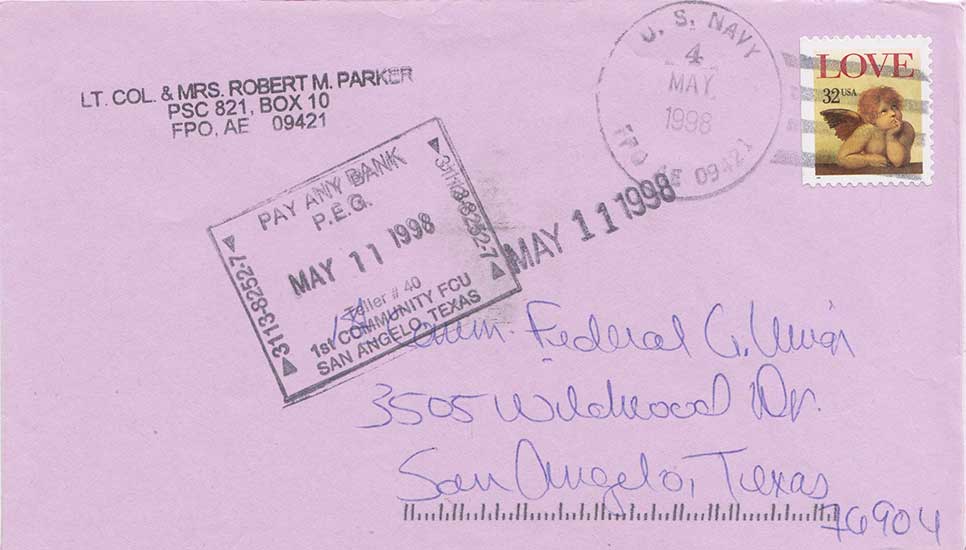 LT. COL. & MRS. ROBERT M. PARKER
PSC 821, BOX 10
FPO, AE 09421
U. S. NAVY
4
MAY
1998
FPO AE 09421
LOVE
32 USA
PAY ANY BANK
P.E.G.
MAY 11 1998
Teller # 40
1st COMMUNITY FCU
SAN ANGELO, TEXAS
3113-8252-7
3113-8252-7
MAY 11 1998
1st Comm Federal C. Union
3505 Wildwood Dr.
San Angelo, Texas
76904